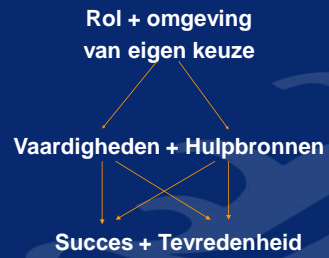 Rol + omgeving
van eigen keuze
Vaardigheden + Hulpbronnen
Succes + Tevredenheid